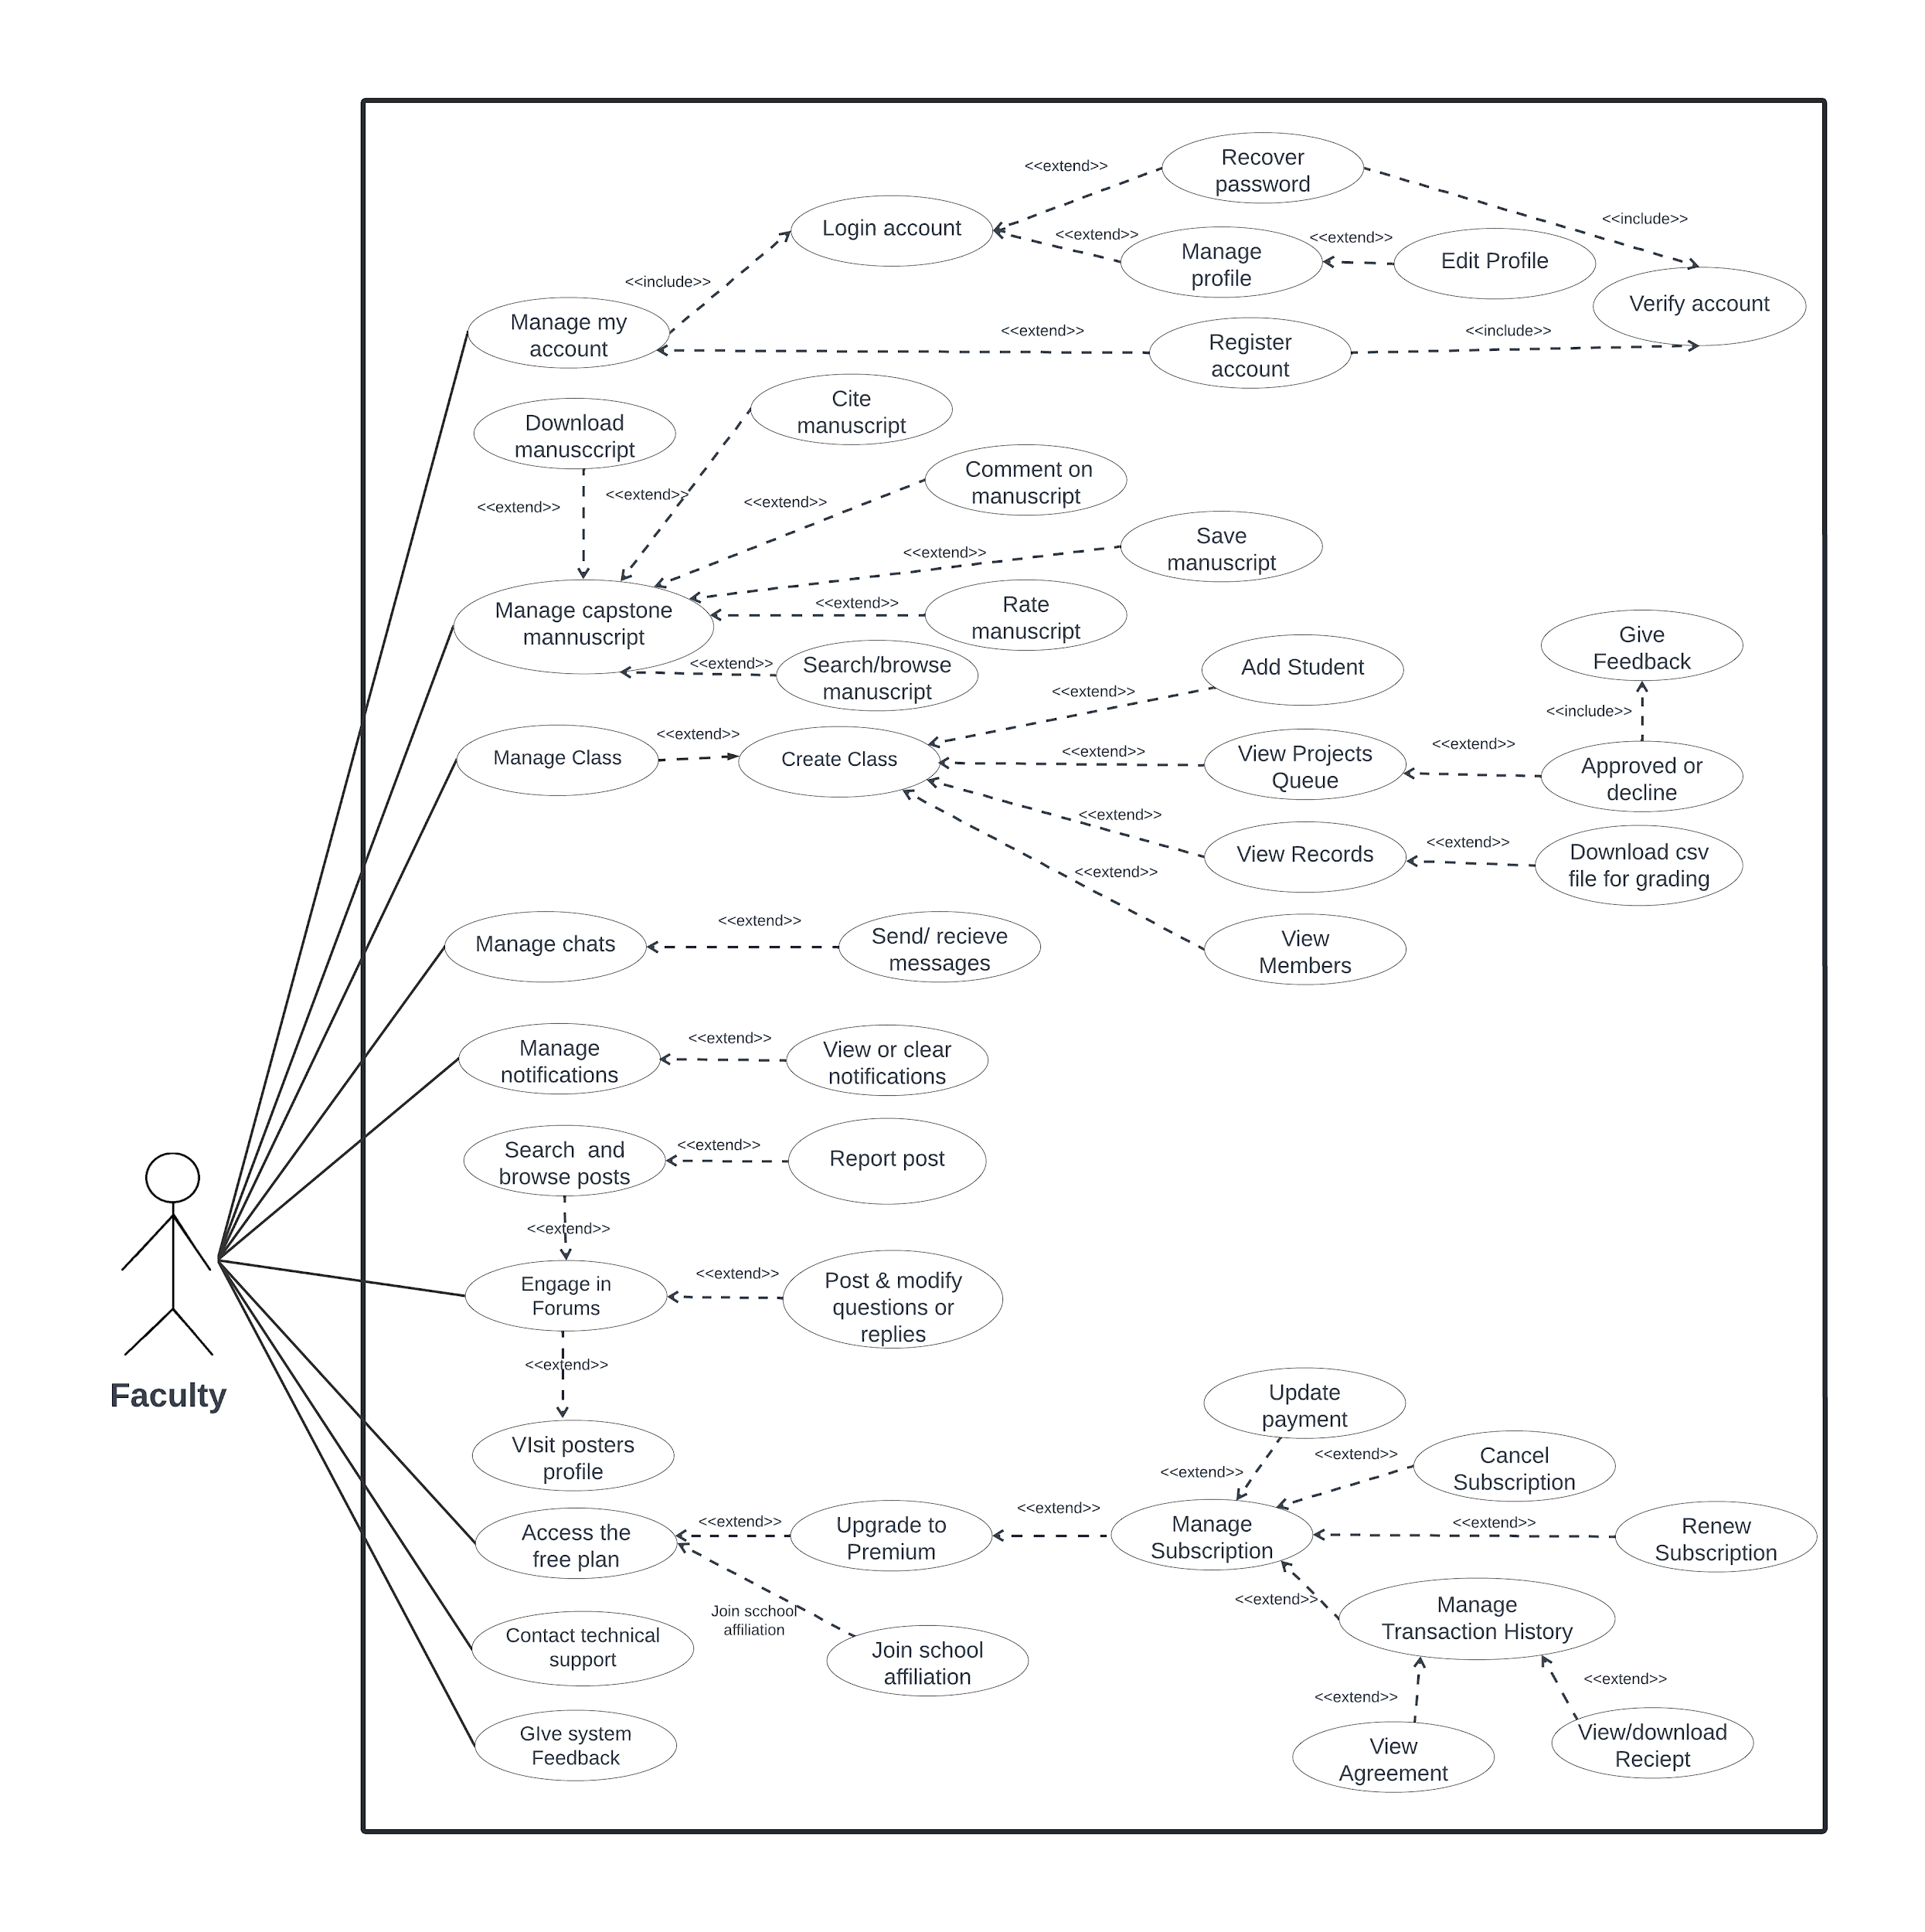 Recover
password
<<extend>>
Login account
<<include>>
<<extend>>
Manage
profile
<<extend>>
Edit Profile
Verify account
<<include>>
Manage my
account
<<extend>>
Register
account
<<include>>
Cite
manuscript
Download
manusccript
<<extend>>
<<extend>>
Comment on
manuscript
<<extend>>
Save
manuscript
<<extend>>
Manage capstone
mannuscript
<<extend>>
Rate
manuscript
<<extend>>
Search/browse
manuscript
Give
Feedback
Add Student
<<extend>>
<<include>>
Manage Class
<<extend>>
Create Class
<<extend>>
View Projects
Queue
<<extend>>
Approved or
decline
<<extend>>
View Records
<<extend>>
Download csv
file for grading
<<extend>>
View
Members
Manage chats
<<extend>>
Send/ recieve
messages
Manage
notifications
<<extend>>
View or clear
notifications
Search  and
browse posts
<<extend>>
Report post
<<extend>>
Engage in
Forums
<<extend>>
Post & modify
questions or
replies
<<extend>>
Faculty
VIsit posters
profile
Update
payment
<<extend>>
<<extend>>
Cancel
Subscription
Access the
free plan
<<extend>>
Upgrade to
Premium
<<extend>>
Manage
Subscription
<<extend>>
Renew
Subscription
Join scchool
affiliation
Join school
affiliation
<<extend>>
Manage
Transaction History
Contact technical
support
<<extend>>
<<extend>>
GIve system
Feedback
View
Agreement
View/download
Reciept